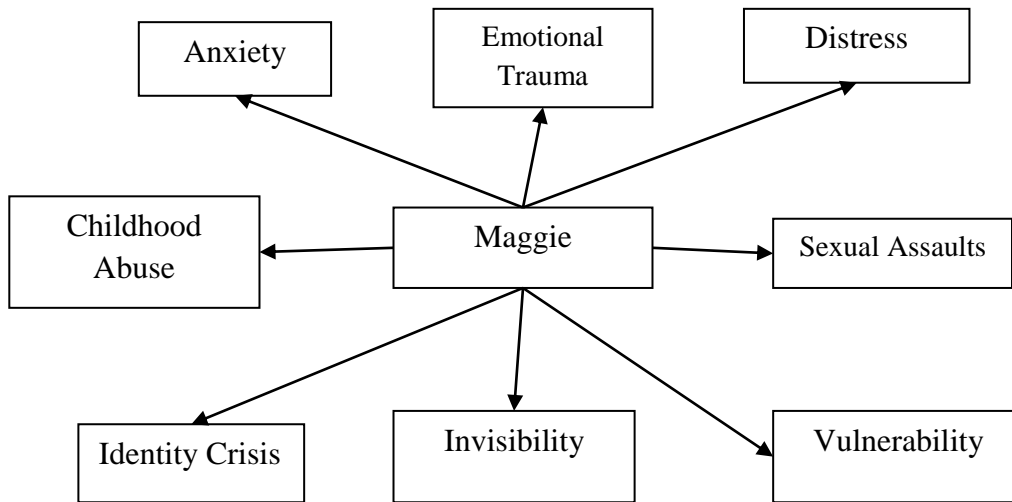 Anxiety
Emotional
Trauma
Distress
Childhood
Abuse
Maggie
Sexual Assaults
Identity Crisis
Invisibility
Vulnerability